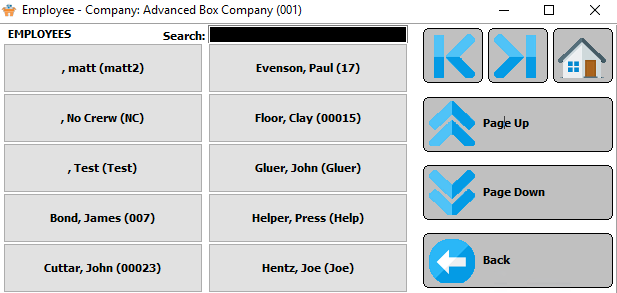 Employee - Company: Advanced Box Company (001)
EMPLOYEES
Search:
, matt (matt2)
Evenson, Paul (17)
, No Crerw (NC)
Floor, Clay (00015)
, Test (Test)
Gluer, John (Gluer)
Bond, James (007)
Helper, Press (Help)
Cuttar, John (00023)
Hentz, Joe (Joe)
Page Up
Page Down
Back